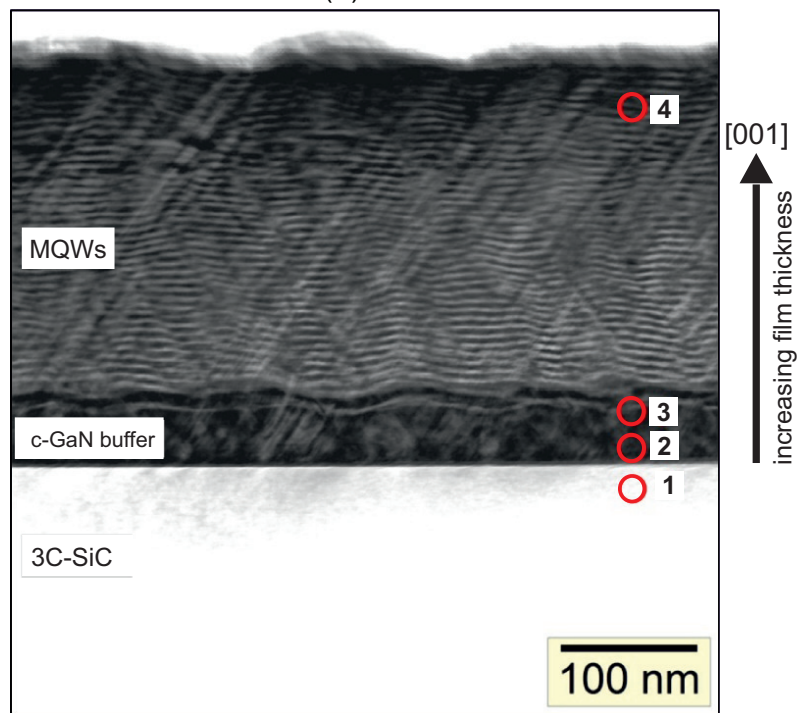 4
[001]
MQWs
increasing film thickness
3
c-GaN buffer
2
1
3C-SiC
100 nm